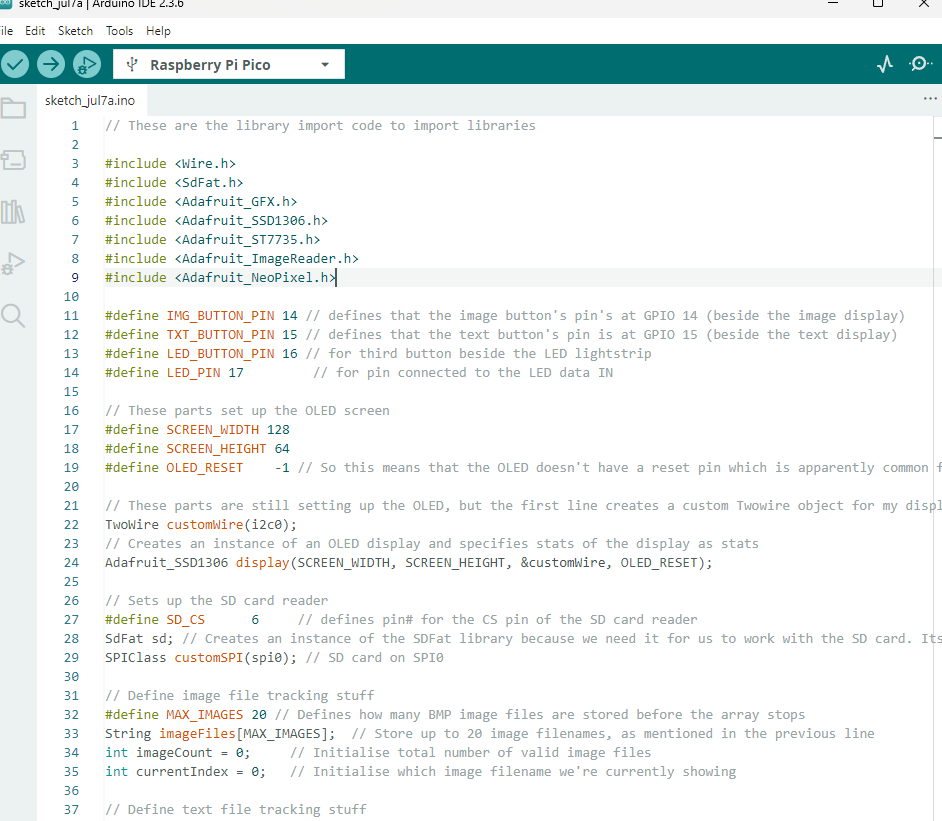 sketch_jul7a | Arduino IDE 2.3.6
File Edit Sketch Tools Help
Raspberry Pi Pico
sketch_jul7a.ino
1 // These are the library import code to import libraries
2
3 #include <Wire.h>
4 #include <SdFat.h>
5 #include <Adafruit_GFX.h>
6 #include <Adafruit_SSD1306.h>
7 #include <Adafruit_ST7735.h>
8 #include <Adafruit_ImageReader.h>
9 #include <Adafruit_NeoPixel.h>
10
11 #define IMG_BUTTON_PIN 14 // defines that the image button's pin's at GPIO 14 (beside the image display)
12 #define TXT_BUTTON_PIN 15 // defines that the text button's pin is at GPIO 15 (beside the text display)
13 #define LED_BUTTON_PIN 16 // for third button beside the LED lightstrip
14 #define LED_PIN 17 // for pin connected to the LED data IN
15
16 // These parts set up the OLED screen
17 #define SCREEN_WIDTH 128
18 #define SCREEN_HEIGHT 64
19 #define OLED_RESET -1 // So this means that the OLED doesn't have a reset pin which is apparently common f
20
21 // These parts are still setting up the OLED, but the first line creates a custom Twowire object for my displ
22 TwoWire customWire(i2c0);
23 // Creates an instance of an OLED display and specifies stats of the display as stats
24 Adafruit_SSD1306 display(SCREEN_WIDTH, SCREEN_HEIGHT, &customWire, OLED_RESET);
25
26 // Sets up the SD card reader
27 #define SD_CS 6 // defines pin# for the CS pin of the SD card reader
28 SdFat sd; // Creates an instance of the SDFat library because we need it for us to work with the SD card. Its
29 SPIClass customSPI(spi0); // SD card on SPI0
30
31 // Define image file tracking stuff
32 #define MAX_IMAGES 20 // Defines how many BMP image files are stored before the array stops
33 String imageFiles[MAX_IMAGES]; // Store up to 20 image filenames, as mentioned in the previous line
34 int imageCount = 0; // Initialise total number of valid image files
35 int currentIndex = 0; // Initialise which image filename we're currently showing
36
37 // Define text file tracking stuff